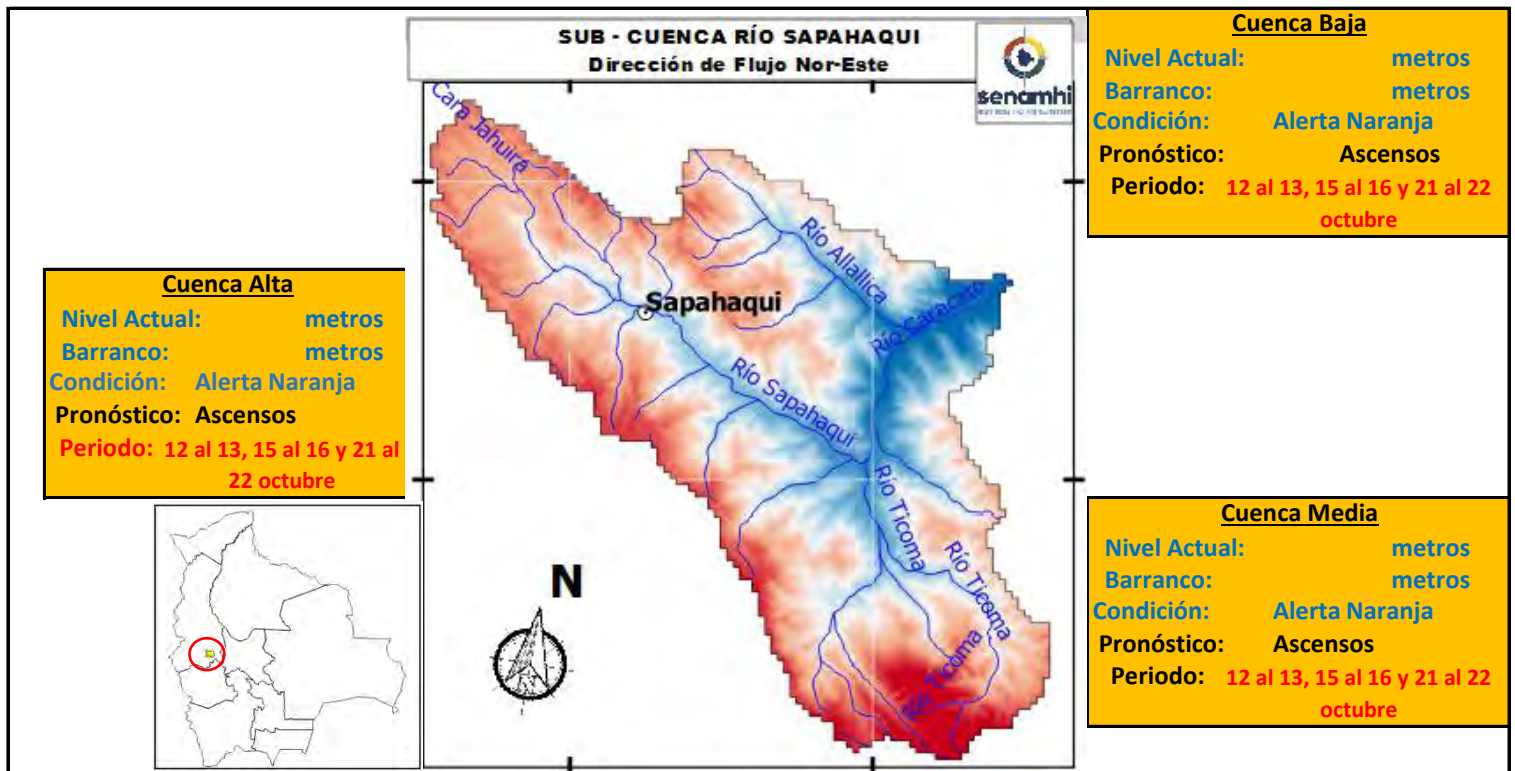 SUB - CUENCA RÍO SAPAHAQUI
Dirección de Flujo Nor-Este
senamhi
Cuenca Baja
Nivel Actual: metros
Barranco: metros
Condición: Alerta Naranja
Pronóstico: Ascensos
Periodo: 12 al 13, 15 al 16 y 21 al 22
octubre
Cuenca Alta
Nivel Actual: metros
Barranco: metros
Condición: Alerta Naranja
Pronóstico: Ascensos
Periodo: 12 al 13, 15 al 16 y 21 al
22 octubre
Cara Jahuira
Río Allallica
Río Saracato
Sapahaqui
Río Sapahaqui
Río Ticoma
Río Ticoma
Río Ticoma
N
Cuenca Media
Nivel Actual: metros
Barranco: metros
Condición: Alerta Naranja
Pronóstico: Ascensos
Periodo: 12 al 13, 15 al 16 y 21 al 22
octubre